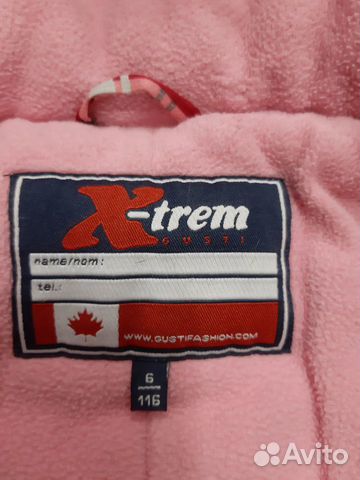 X-trem
GUSTI
name/nom:
tel.:
WWW.GUSTIFASHION.COM
6
116
Avito